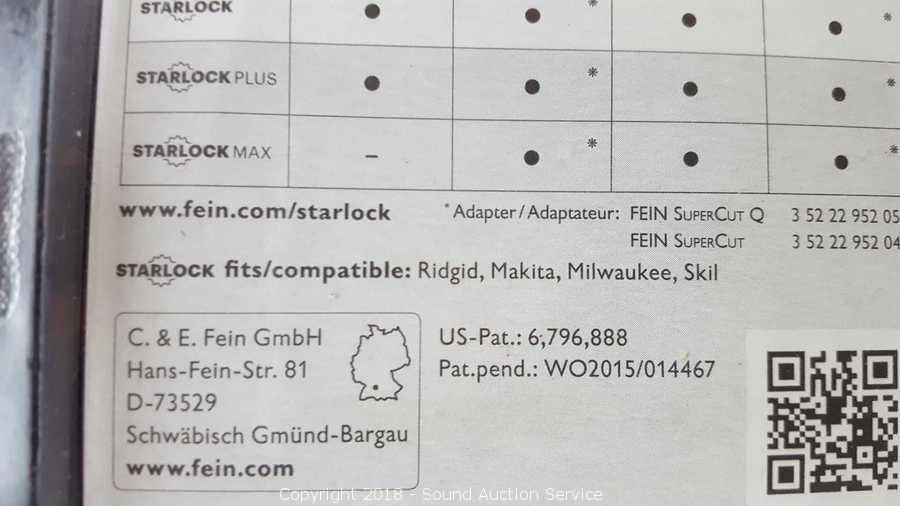 STARLOCK ● ●* ● ●*
STARLOCK PLUS ● ●* ● ●*
STARLOCK MAX – ●* ● ●*
www.fein.com/starlock *Adapter/Adaptateur: FEIN SUPERCUT Q 3 52 22 952 05
FEIN SUPERCUT 3 52 22 952 04
STARLOCK fits/compatible: Ridgid, Makita, Milwaukee, Skil
C. & E. Fein GmbH
Hans-Fein-Str. 81
D-73529
Schwäbisch Gmünd-Bargau
www.fein.com
US-Pat.: 6,796,888
Pat.pend.: WO2015/014467
Copyright 2018 - Sound Auction Service